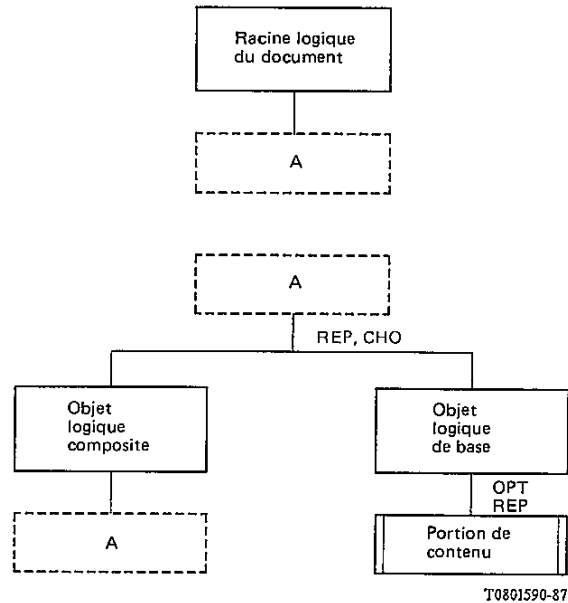 Racine logique
du document
A
A
REP, CHO
Objet
logique
composite
Objet
logique
de base
OPT
REP
A
Portion de
contenu
T0801590-87